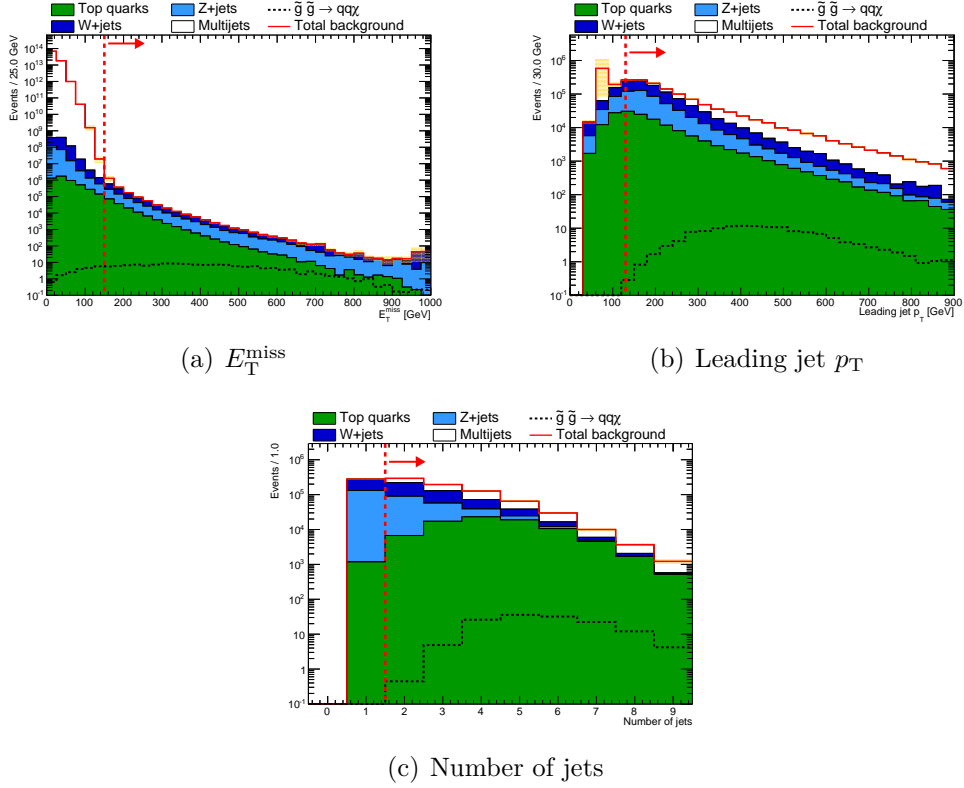 Top quarks Z+jets g̃ g̃ → qqχ
W+jets Multijets Total background
Events / 25.0 GeV
10^14
10^13
10^12
10^11
10^10
10^9
10^8
10^7
10^6
10^5
10^4
10^3
10^2
10
1
10^-1
0 100 200 300 400 500 600 700 800 900 1000
E_T^miss [GeV]
(a) E_T^miss
Top quarks Z+jets g̃ g̃ → qqχ
W+jets Multijets Total background
Events / 30.0 GeV
10^6
10^5
10^4
10^3
10^2
10
1
10^-1
0 100 200 300 400 500 600 700 800 900
Leading jet p_T [GeV]
(b) Leading jet p_T
Top quarks Z+jets g̃ g̃ → qqχ
W+jets Multijets Total background
Events / 1.0
10^6
10^5
10^4
10^3
10^2
10
1
10^-1
0 1 2 3 4 5 6 7 8 9
Number of jets
(c) Number of jets